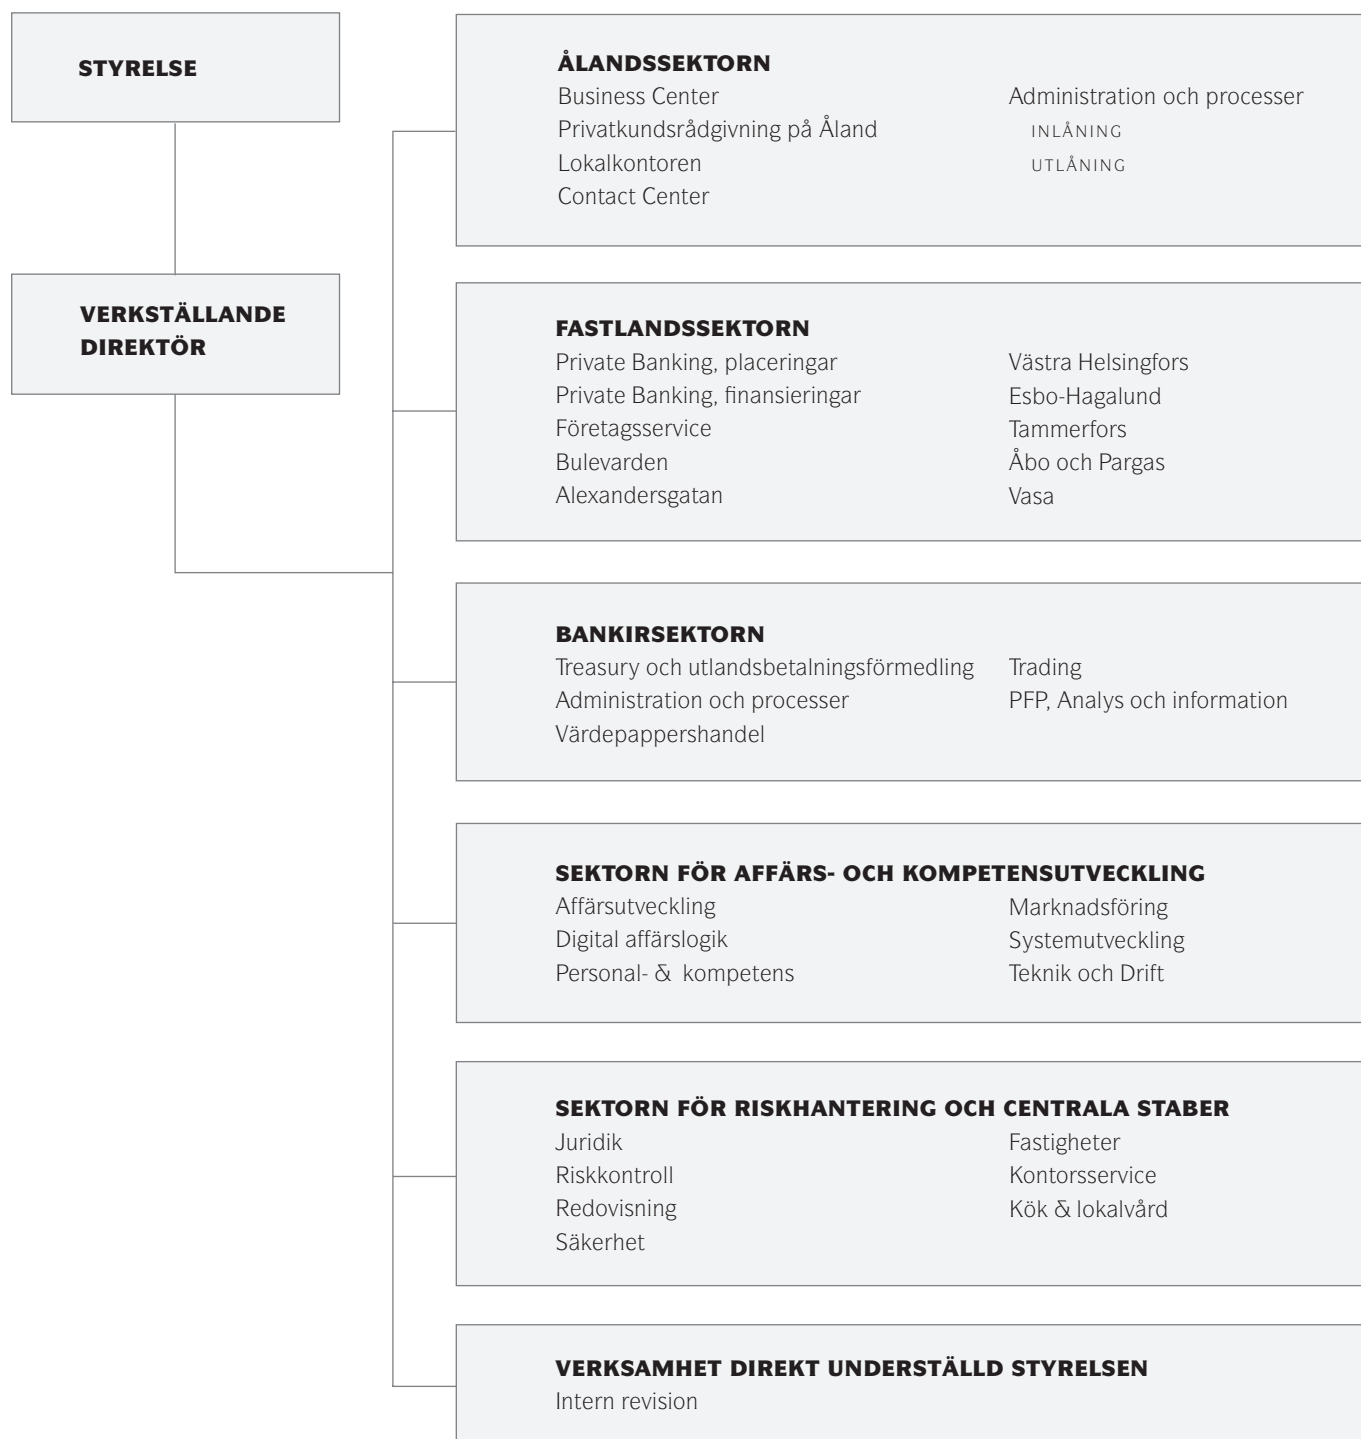 STYRELSE
VERKSTÄLLANDE
DIREKTÖR
ÅLANDSSEKTORN
Business Center
Privatkundsrådgivning på Åland
Lokalkontoren
Contact Center
Administration och processer
INLÅNING
UTLÅNING
FASTLANDSSEKTORN
Private Banking, placeringar
Private Banking, finansieringar
Företagsservice
Bulevarden
Alexandersgatan
Västra Helsingfors
Esbo-Hagalund
Tammerfors
Åbo och Pargas
Vasa
BANKIRSEKTORN
Treasury och utlandsbetalningsförmedling
Administration och processer
Värdepappershandel
Trading
PFP, Analys och information
SEKTORN FÖR AFFÄRS- OCH KOMPETENSUTVECKLING
Affärsutveckling
Digital affärslogik
Personal- & kompetens
Marknadsföring
Systemutveckling
Teknik och Drift
SEKTORN FÖR RISKHANTERING OCH CENTRALA STABER
Juridik
Riskkontroll
Redovisning
Säkerhet
Fastigheter
Kontorsservice
Kök & lokalvård
VERKSAMHET DIREKT UNDERSTÄLLD STYRELSEN
Intern revision